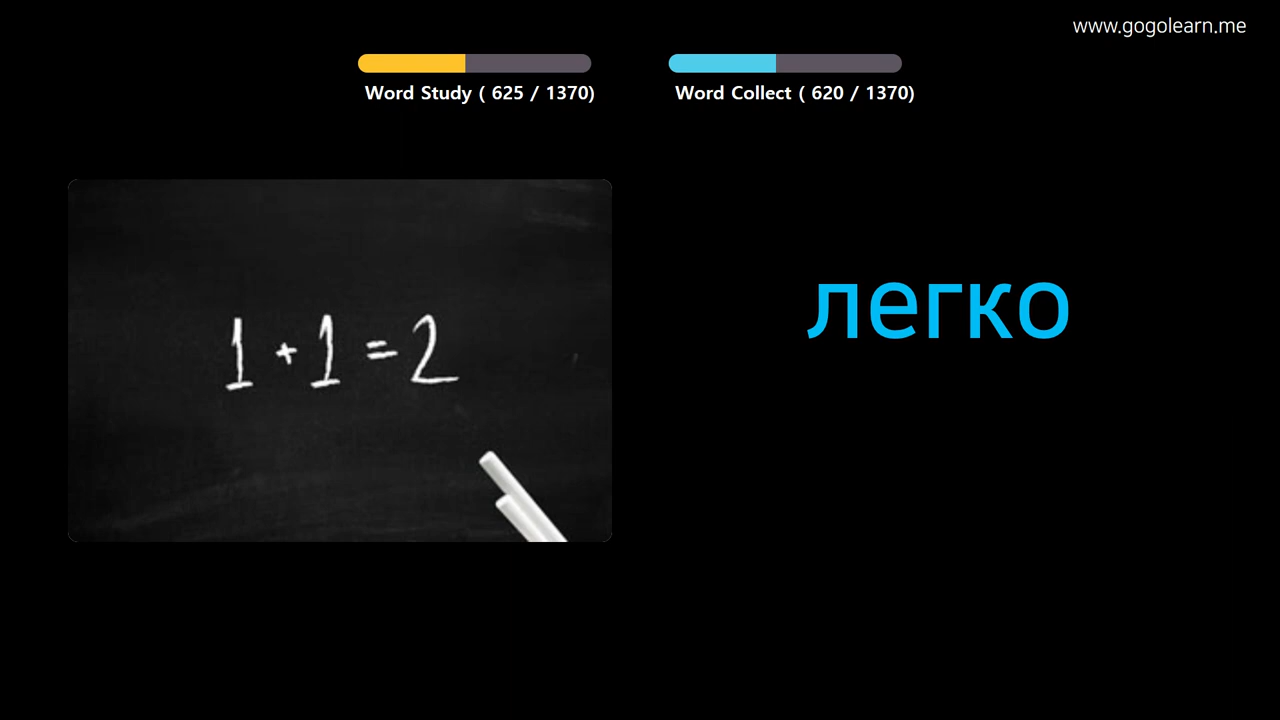 www.gogolearn.me
Word Study ( 625 / 1370)
Word Collect ( 620 / 1370)
1 + 1 = 2
легко